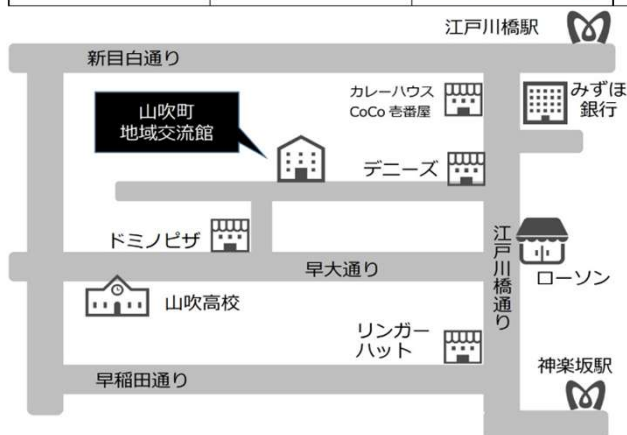 江戸川橋駅
新目白通り
カレーハウス
CoCo 壱番屋
みずほ
銀行
山吹町
地域交流館
デニーズ
ドミノピザ
江戸川橋通り
ローソン
早大通り
山吹高校
リンガー
ハット
神楽坂駅
早稲田通り